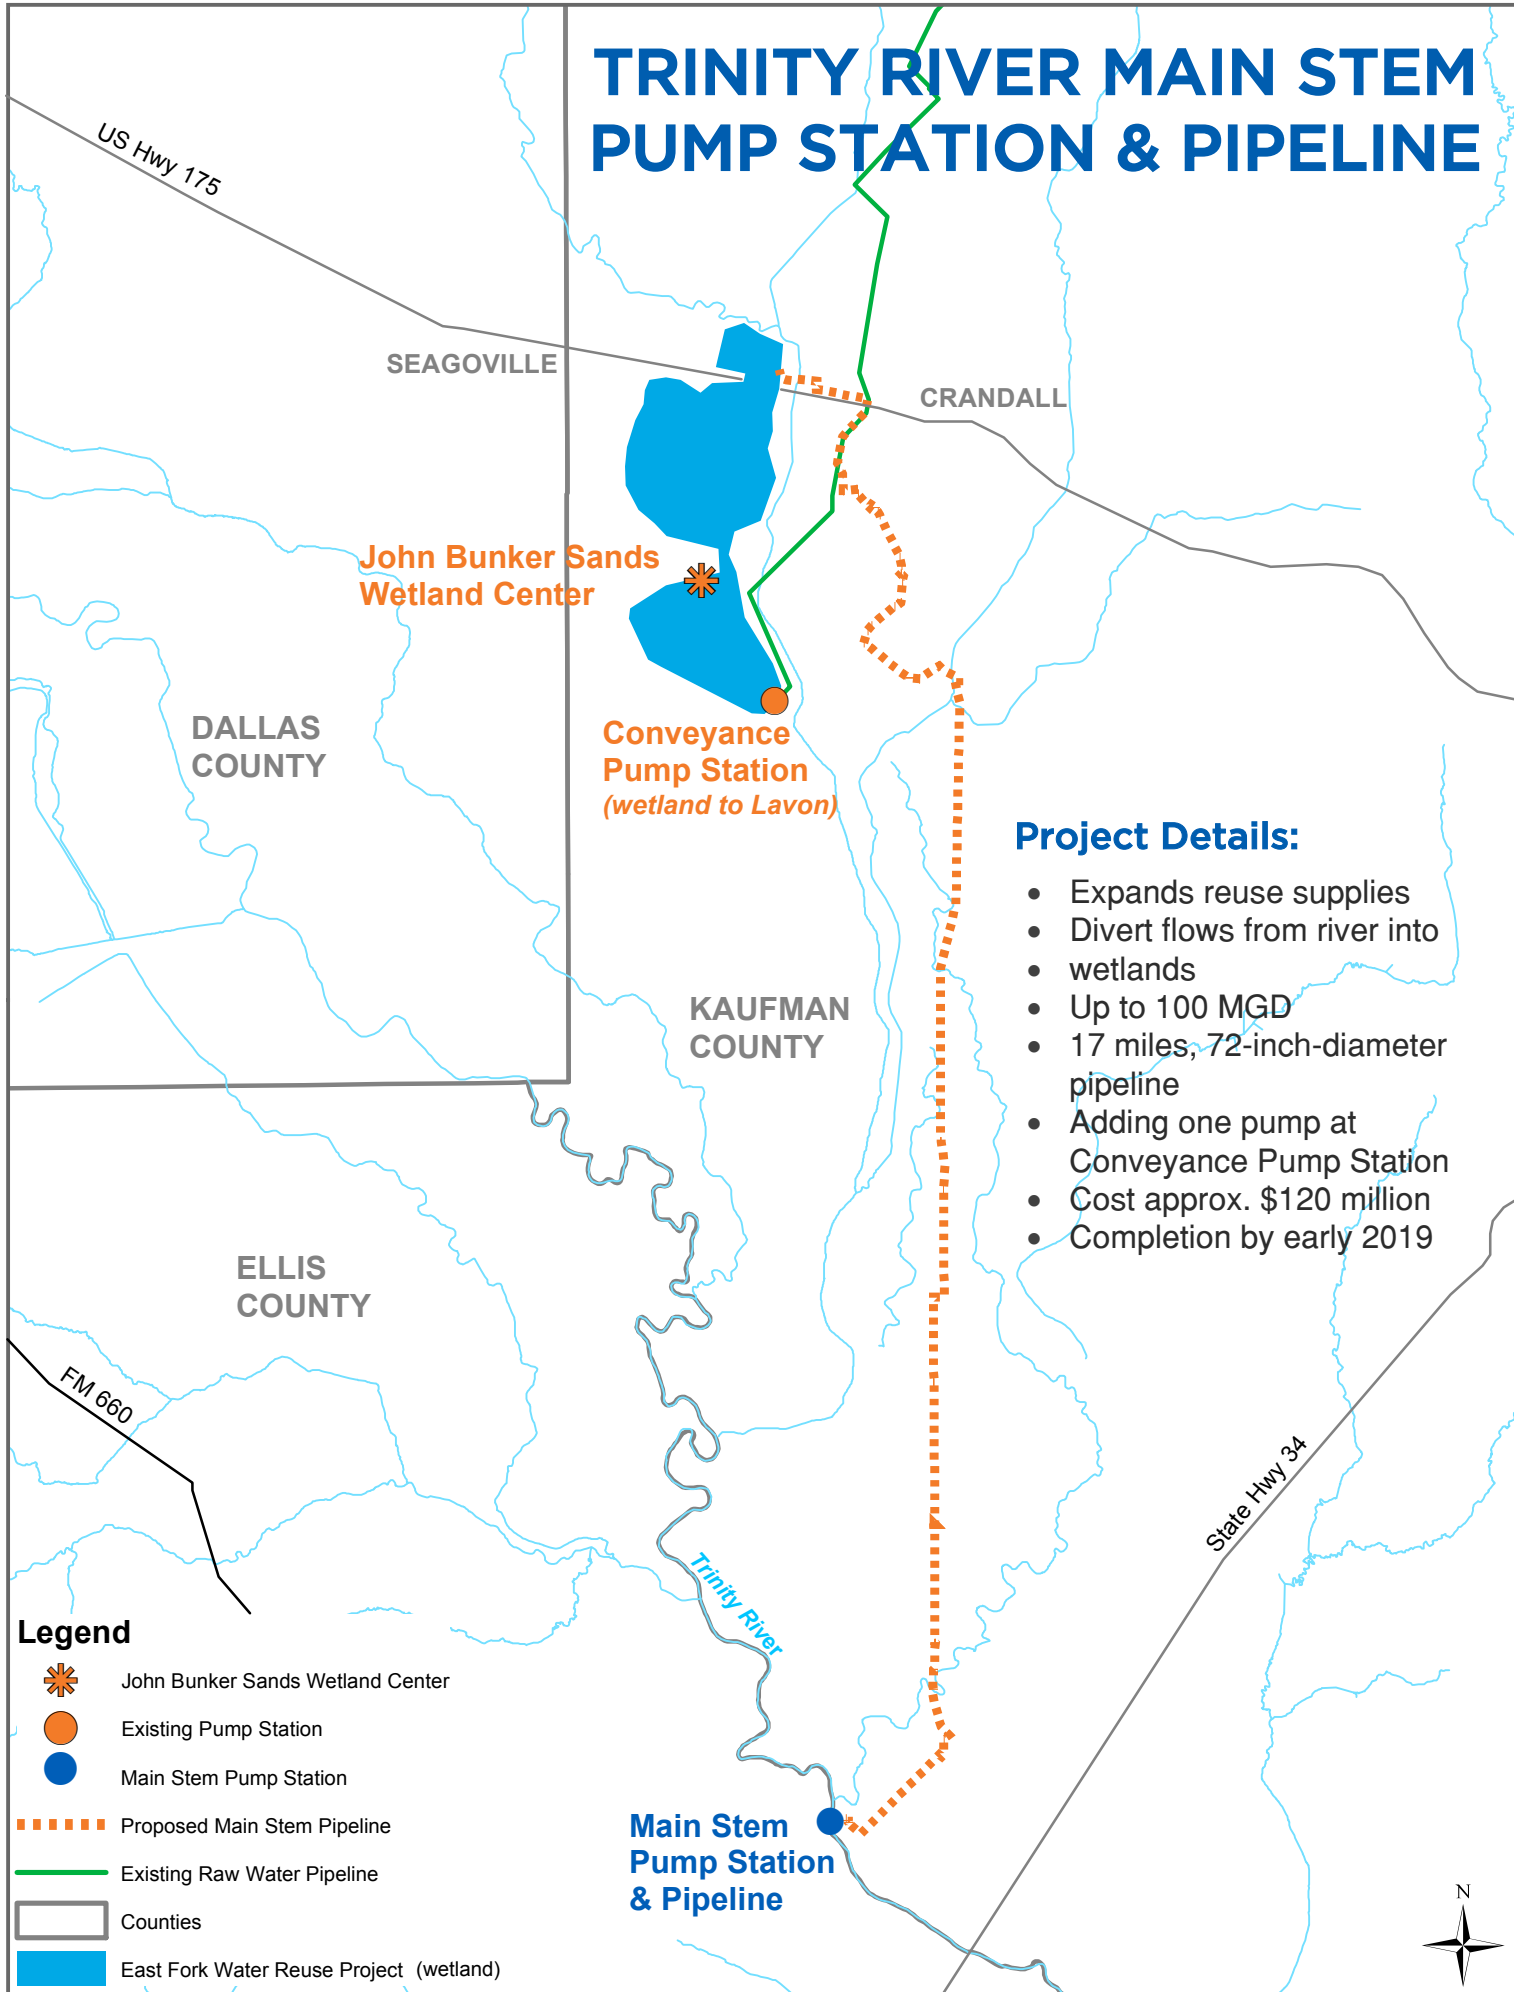 TRINITY RIVER MAIN STEM
PUMP STATION & PIPELINE
US Hwy 175
SEAGOVILLE
CRANDALL
John Bunker Sands
Wetland Center
DALLAS
COUNTY
Conveyance
Pump Station
(wetland to Lavon)
Project Details:
• Expands reuse supplies
• Divert flows from river into
• wetlands
• Up to 100 MGD
• 17 miles, 72-inch-diameter
pipeline
• Adding one pump at
Conveyance Pump Station
• Cost approx. $120 million
• Completion by early 2019
KAUFMAN
COUNTY
ELLIS
COUNTY
FM 660
State Hwy 34
Trinity River
Main Stem
Pump Station
& Pipeline
Legend
John Bunker Sands Wetland Center
Existing Pump Station
Main Stem Pump Station
Proposed Main Stem Pipeline
Existing Raw Water Pipeline
Counties
East Fork Water Reuse Project (wetland)
N